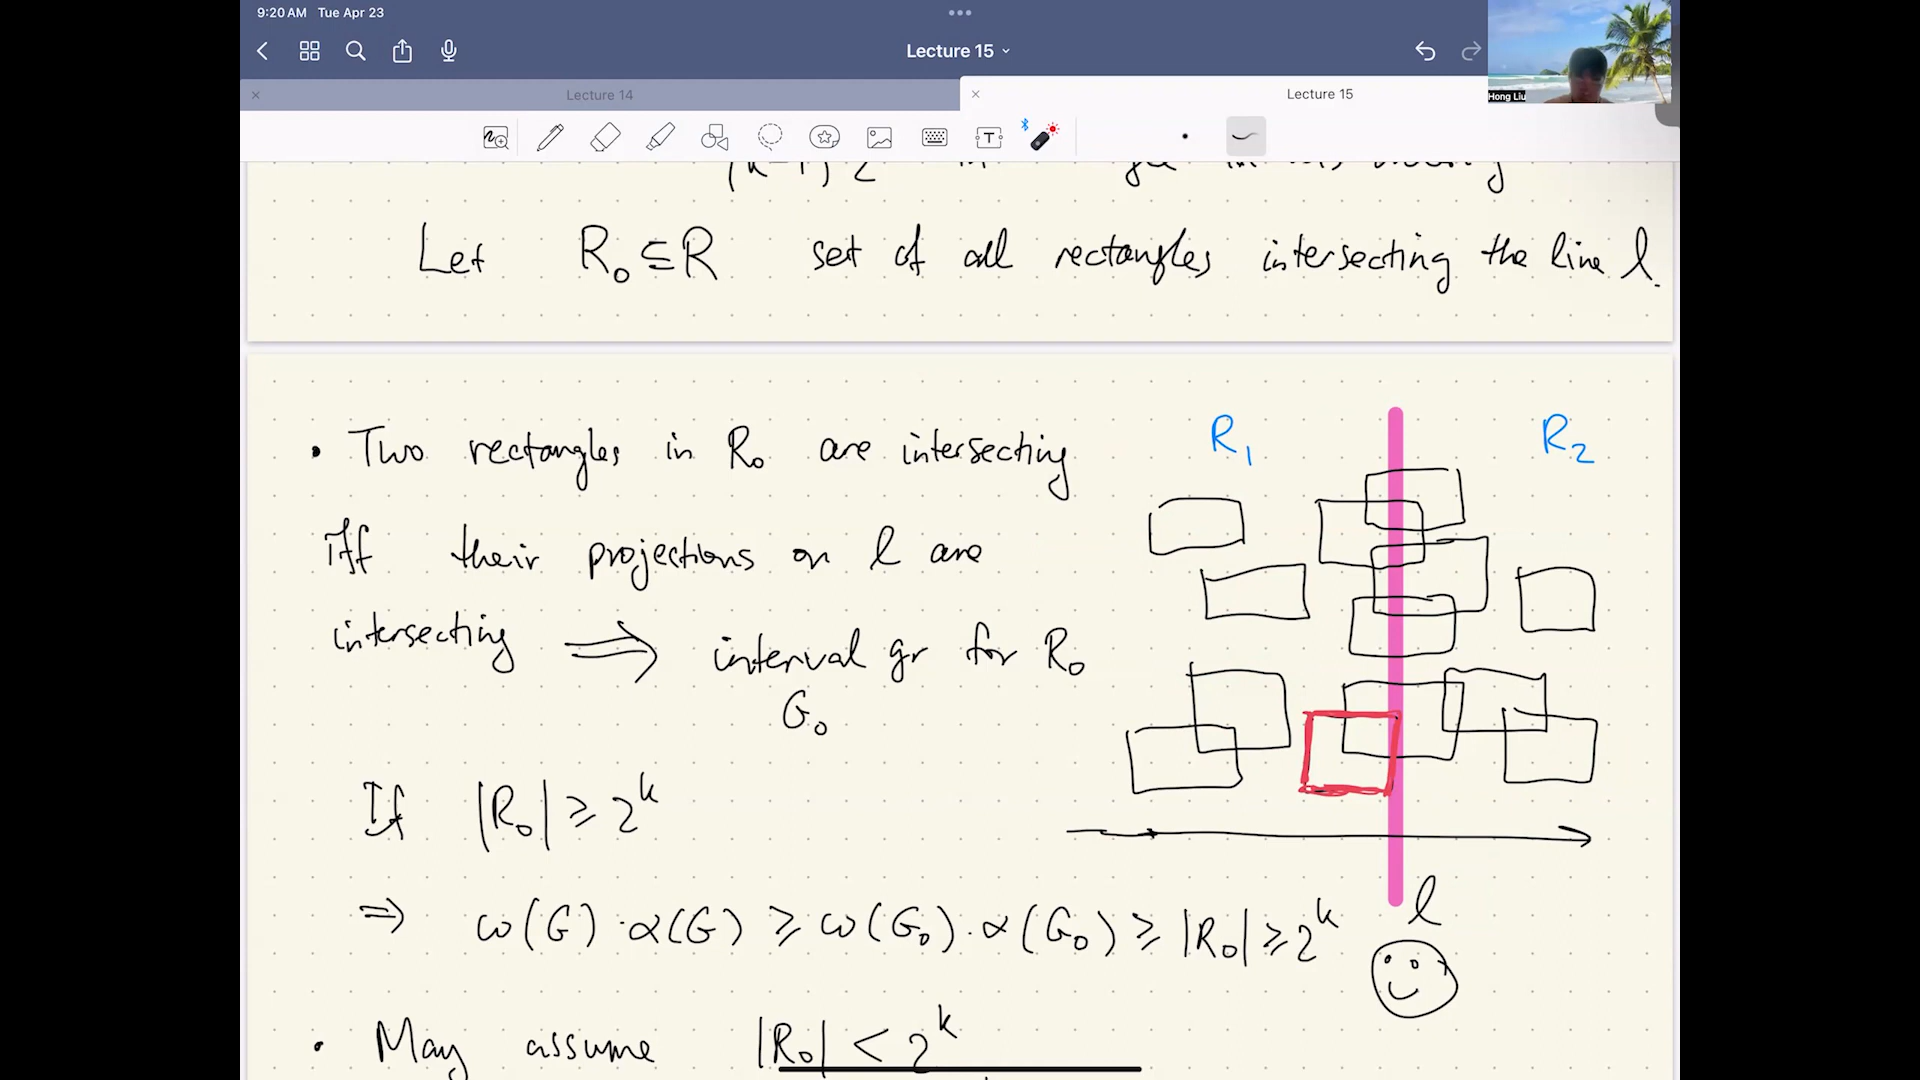 9:20 AM Tue Apr 23
Lecture 15
Lecture 14
Lecture 15
Hong Liu
Let R₀ ⊆ R set of all rectangles intersecting the line l.
• Two rectangles in R₀ are intersecting
iff their projections on l are
intersecting ⟹ interval gr for R₀
G₀
R₁
R₂
If |R₀| ≥ 2^k
⇒ ω(G)·α(G) ≥ ω(G₀)·α(G₀) ≥ |R₀| ≥ 2^k
l
• May assume |R₀| < 2^k